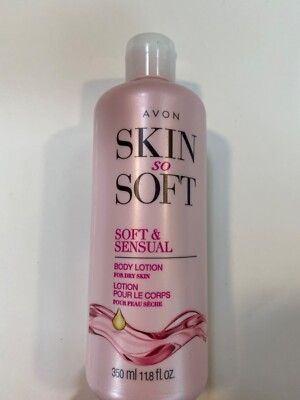 AVON
SKIN
so
SOFT
SOFT &
SENSUAL
BODY LOTION
FOR DRY SKIN
LOTION
POUR LE CORPS
POUR PEAU SÈCHE
350 ml 11.8 fl.oz.